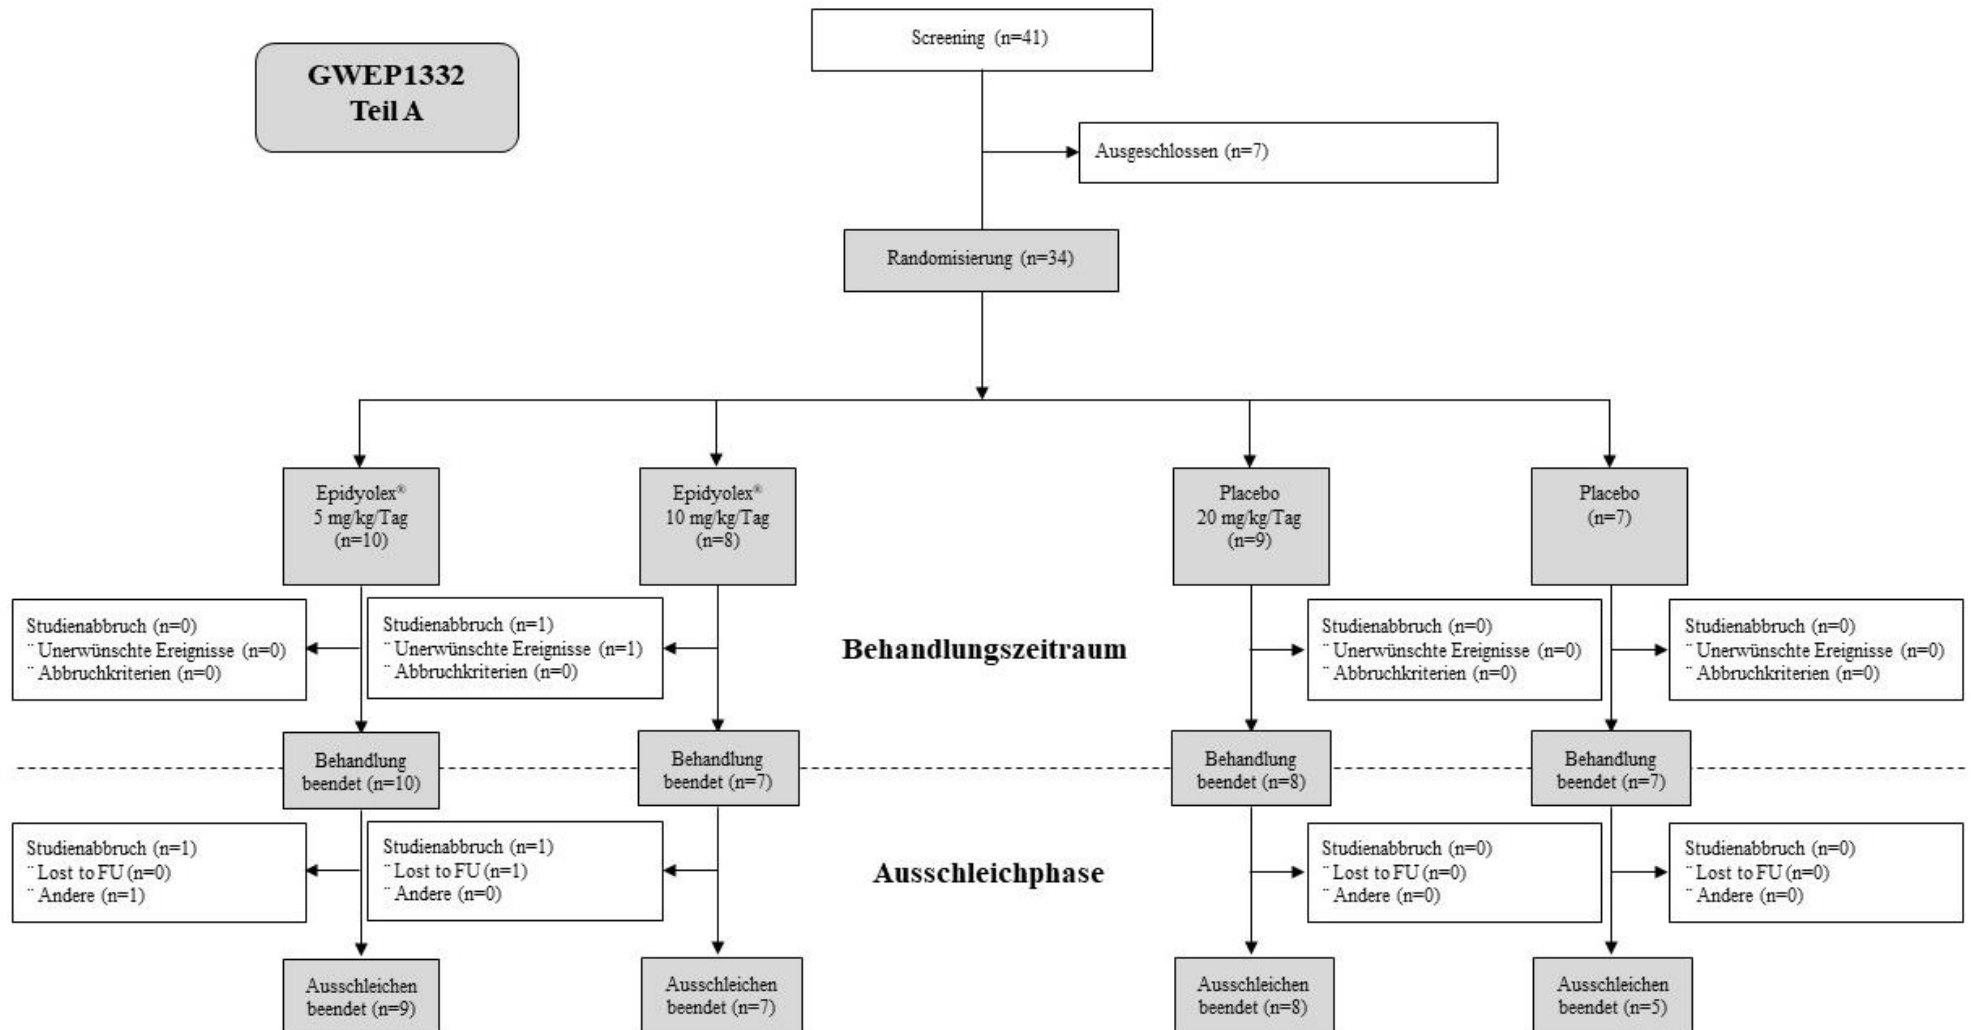 GWEP1332
Teil A
Screening (n=41)
Ausgeschlossen (n=7)
Randomisierung (n=34)
Epidyolex®
5 mg/kg/Tag
(n=10)
Epidyolex®
10 mg/kg/Tag
(n=8)
Placebo
20 mg/kg/Tag
(n=9)
Placebo
(n=7)
Studienabbruch (n=0)
¨ Unerwünschte Ereignisse (n=0)
¨ Abbruchkriterien (n=0)
Studienabbruch (n=1)
¨ Unerwünschte Ereignisse (n=1)
¨ Abbruchkriterien (n=0)
Behandlungszeitraum
Studienabbruch (n=0)
¨ Unerwünschte Ereignisse (n=0)
¨ Abbruchkriterien (n=0)
Studienabbruch (n=0)
¨ Unerwünschte Ereignisse (n=0)
¨ Abbruchkriterien (n=0)
Behandlung
beendet (n=10)
Behandlung
beendet (n=7)
Behandlung
beendet (n=8)
Behandlung
beendet (n=7)
Studienabbruch (n=1)
¨ Lost to FU (n=0)
¨ Andere (n=1)
Studienabbruch (n=1)
¨ Lost to FU (n=1)
¨ Andere (n=0)
Ausschleichphase
Studienabbruch (n=0)
¨ Lost to FU (n=0)
¨ Andere (n=0)
Studienabbruch (n=0)
¨ Lost to FU (n=0)
¨ Andere (n=0)
Ausschleichen
beendet (n=9)
Ausschleichen
beendet (n=7)
Ausschleichen
beendet (n=8)
Ausschleichen
beendet (n=5)